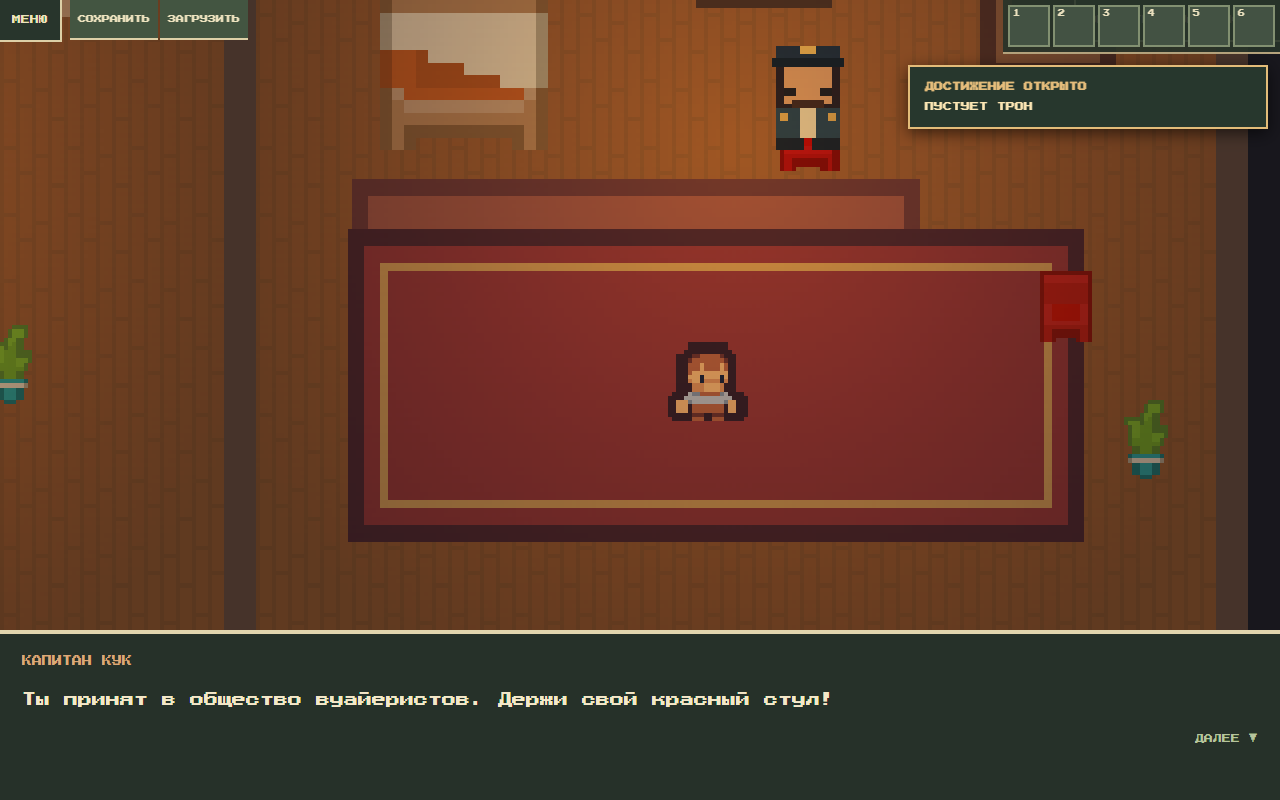 МЕНЮ
СОХРАНИТЬ
ЗАГРУЗИТЬ
1 2 3 4 5 6
ДОСТИЖЕНИЕ ОТКРЫТО
ПУСТУЕТ ТРОН
КАПИТАН КУК
Ты принят в общество вуайеристов. Держи свой красный стул!
ДАЛЕЕ ▼